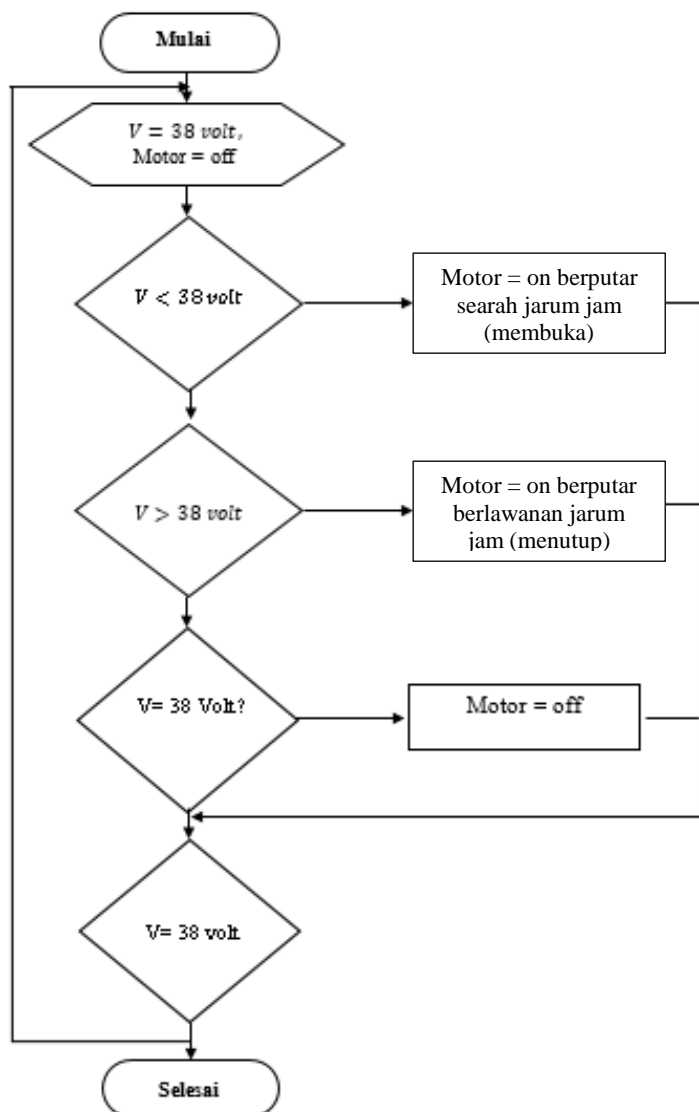 Mulai
V = 38 volt,
Motor = off
V < 38 volt
Motor = on berputar
searah jarum jam
(membuka)
V > 38 volt
Motor = on berputar
berlawanan jarum
jam (menutup)
V= 38 Volt?
Motor = off
V= 38 volt
Selesai